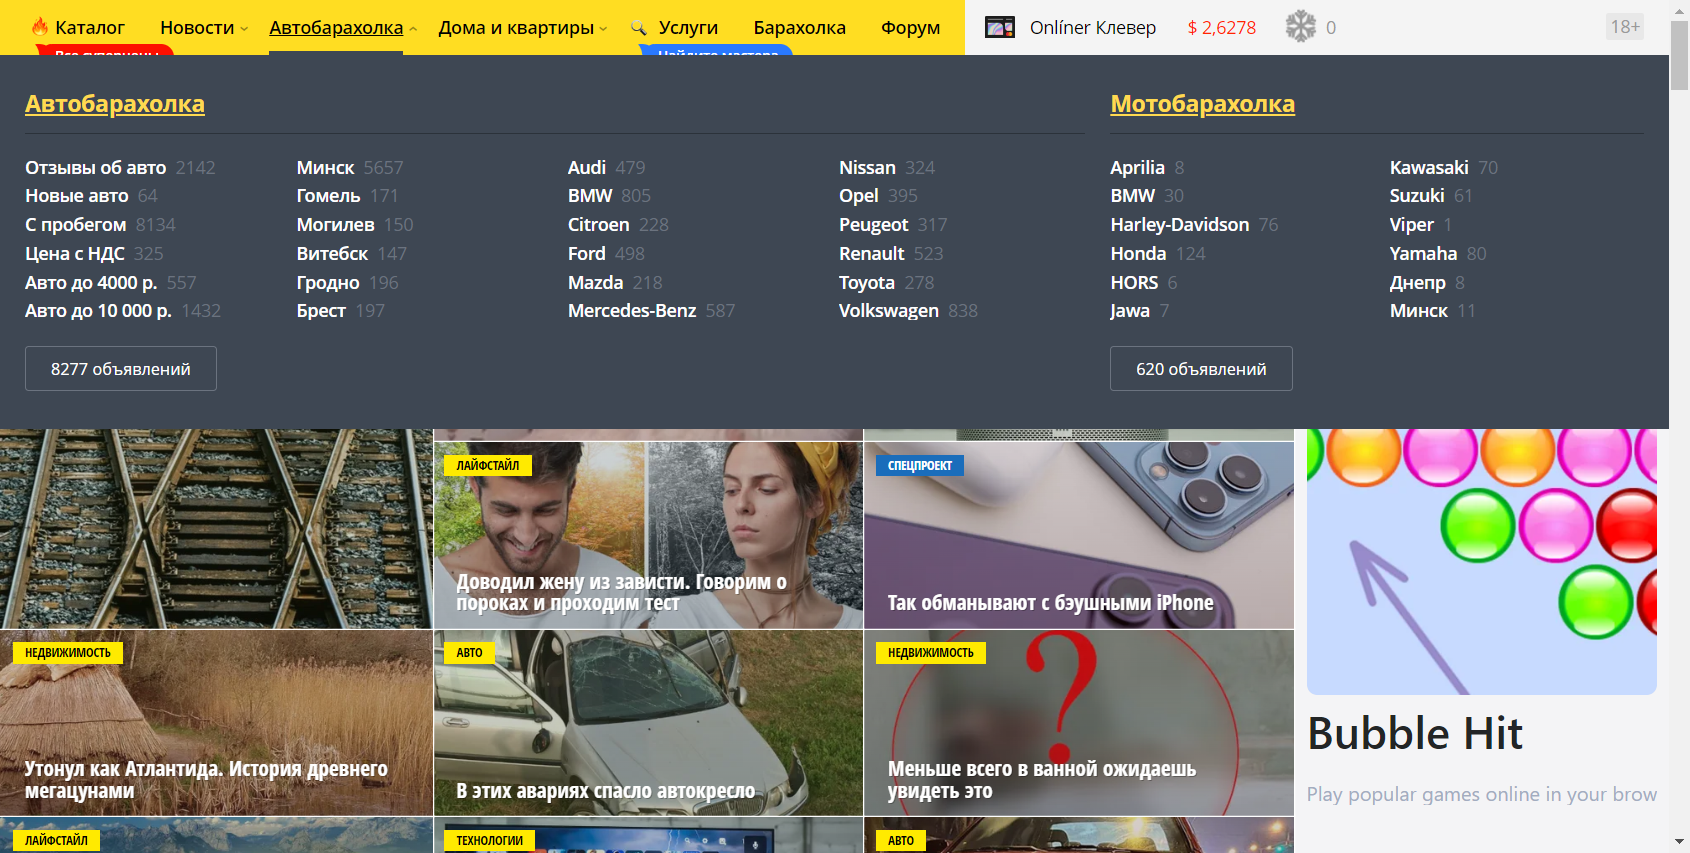 Каталог
Новости
Автобарахолка
Дома и квартиры
Услуги
Барахолка
Форум
Onlíner Клевер
$ 2,6278
0
18+
Все суперцены
Найдите мастера
Автобарахолка
Отзывы об авто 2142
Новые авто 64
С пробегом 8134
Цена с НДС 325
Авто до 4000 р. 557
Авто до 10 000 р. 1432
Минск 5657
Гомель 171
Могилев 150
Витебск 147
Гродно 196
Брест 197
Audi 479
BMW 805
Citroen 228
Ford 498
Mazda 218
Mercedes-Benz 587
Nissan 324
Opel 395
Peugeot 317
Renault 523
Toyota 278
Volkswagen 838
8277 объявлений
Мотобарахолка
Aprilia 8
BMW 30
Harley-Davidson 76
Honda 124
HORS 6
Jawa 7
Kawasaki 70
Suzuki 61
Viper 1
Yamaha 80
Днепр 8
Минск 11
620 объявлений
ЛАЙФСТАЙЛ
Доводил жену из зависти. Говорим о
пороках и проходим тест
СПЕЦПРОЕКТ
Так обманывают с бэушными iPhone
НЕДВИЖИМОСТЬ
Утонул как Атлантида. История древнего
мегацунами
АВТО
В этих авариях спасло автокресло
НЕДВИЖИМОСТЬ
Меньше всего в ванной ожидаешь
увидеть это
Bubble Hit
Play popular games online in your brow
ЛАЙФСТАЙЛ
ТЕХНОЛОГИИ
АВТО